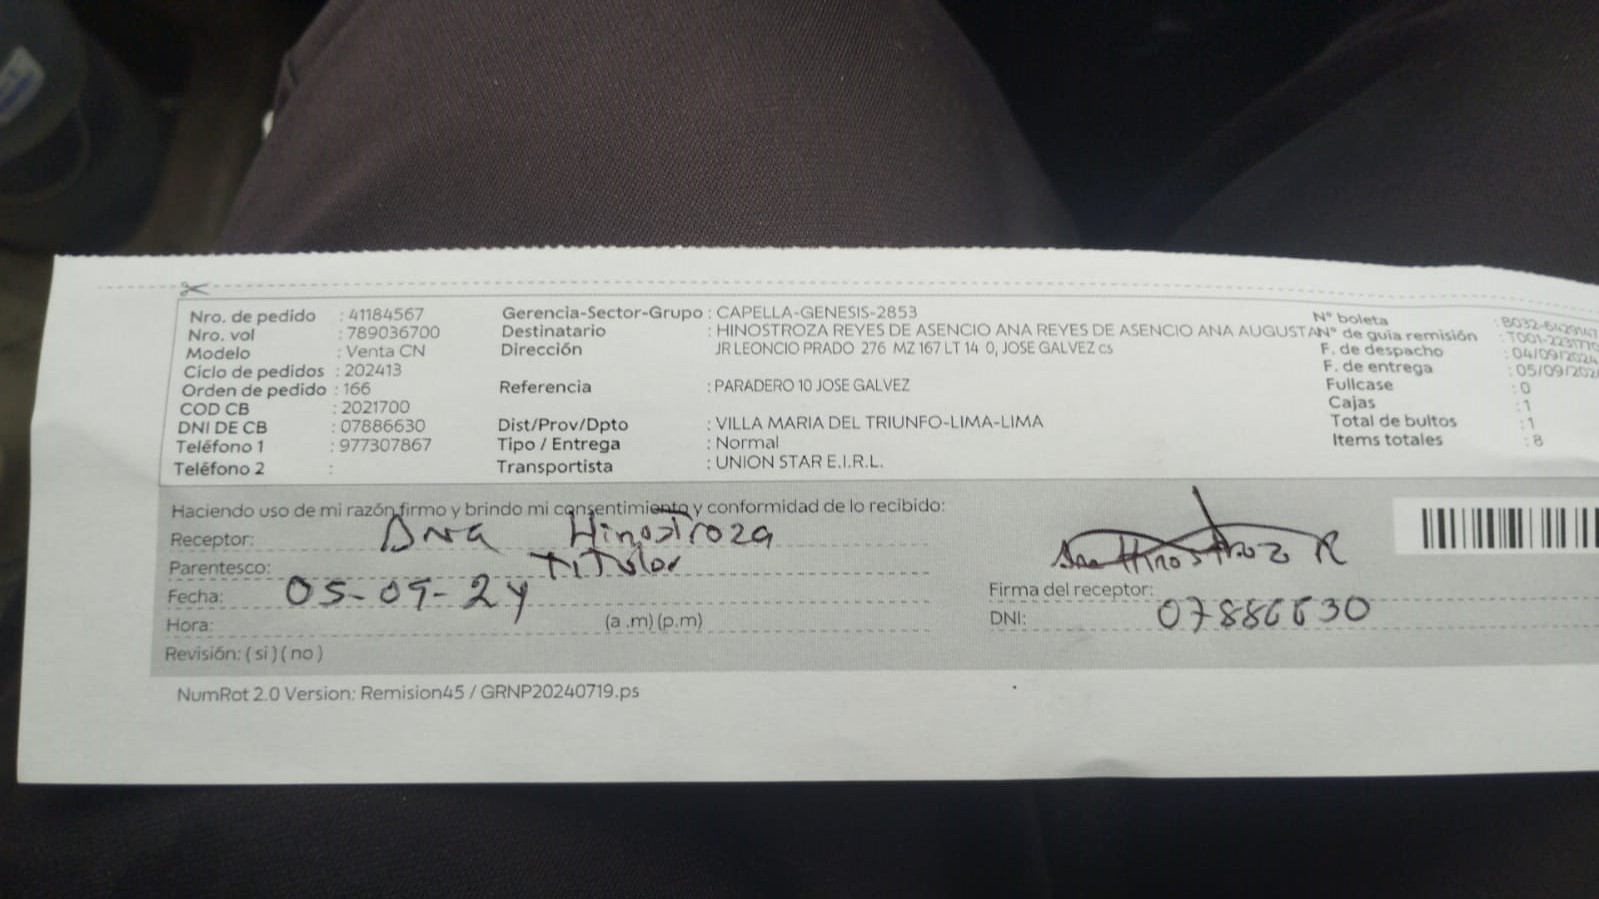 Nro. de pedido : 41184567 Gerencia-Sector-Grupo : CAPELLA-GENESIS-2853 N° boleta
Nro. vol : 789036700 Destinatario : HINOSTROZA REYES DE ASENCIO ANA REYES DE ASENCIO ANA AUGUSTAN° de guia remisión
Modelo : Venta CN Dirección JR LEONCIO PRADO 276 MZ 167 LT 14 0, JOSE GALVEZ cs F. de despacho : 04/09/2024
Ciclo de pedidos : 202413 F. de entrega : 05/09/202
Orden de pedido : 166 Referencia : PARADERO 10 JOSE GALVEZ Fullcase : 0
COD CB : 2021700 Cajas : 1
DNI DE CB : 07886630 Dist/Prov/Dpto : VILLA MARIA DEL TRIUNFO-LIMA-LIMA Total de bultos : 1
Teléfono 1 : 977307867 Tipo / Entrega : Normal Items totales : 8
Teléfono 2 : Transportista : UNION STAR E.I.R.L.
Haciendo uso de mi razón firmo y brindo mi consentimiento y conformidad de lo recibido:
Receptor: Ana Hinostroza
Parentesco: Titular
Fecha: 05-09-24 Firma del receptor:
Hora: (a .m) (p.m) DNI: 07886630
Revisión: ( si ) ( no )
NumRot 2.0 Version: Remision45 / GRNP20240719.ps